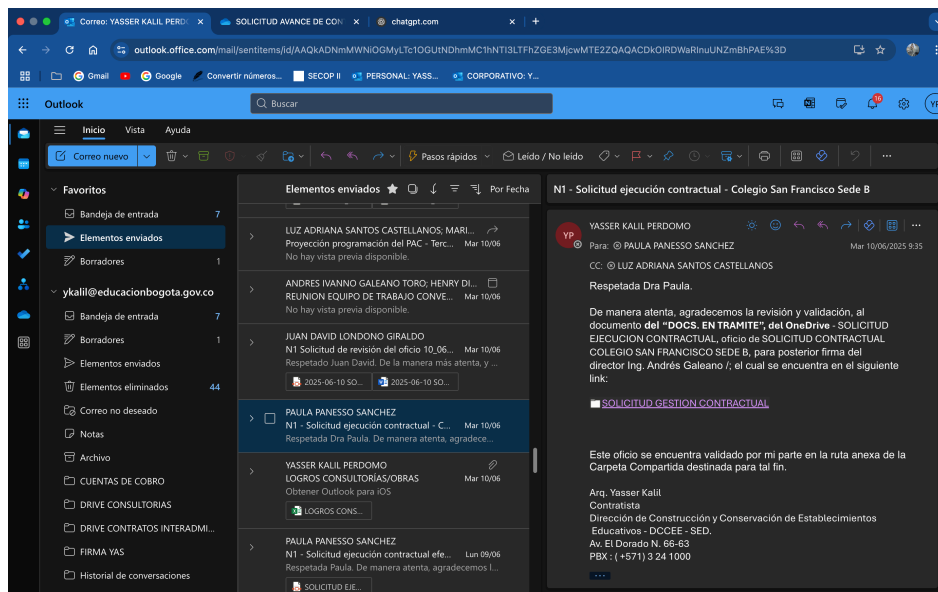 Correo: YASSER KALIL PERD
SOLICITUD AVANCE DE CON
chatgpt.com
outlook.office.com/mail/sentitems/id/AAQkADNmMWNiOGMyLTc1OGUtNDhmMC1hNTI3LTFhZGE3MjcwMTE2ZQAQACDkOIRDWaRInuUNZmBhPAE%3D
Gmail
Google
Convertir números...
SECOP II
PERSONAL: YASS...
CORPORATIVO: Y...
Outlook
Buscar
16
Inicio Vista Ayuda
Correo nuevo
Pasos rápidos
Leído / No leído
Favoritos
Bandeja de entrada 7
Elementos enviados
Borradores 1
ykalil@educacionbogota.gov.co
Bandeja de entrada 7
Borradores 1
Elementos enviados
Elementos eliminados 44
Correo no deseado
Notas
Archivo
CUENTAS DE COBRO
DRIVE CONSULTORIAS
DRIVE CONTRATOS INTERADMI...
FIRMA YAS
Historial de conversaciones
Elementos enviados
Por Fecha
LUZ ADRIANA SANTOS CASTELLANOS; MARI...
Proyección programación del PAC - Terc... Mar 10/06
No hay vista previa disponible.
ANDRES IVANNO GALEANO TORO; HENRY DI...
REUNION EQUIPO DE TRABAJO CONVE... Mar 10/06
No hay vista previa disponible.
JUAN DAVID LONDONO GIRALDO
N1 Solicitud de revisión del oficio 10_06... Mar 10/06
Respetado Juan David. De la manera más atenta, y ...
2025-06-10 SO...
2025-06-10 SO...
PAULA PANESSO SANCHEZ
N1 - Solicitud ejecución contractual - C... Mar 10/06
Respetada Dra Paula. De manera atenta, agradece...
YASSER KALIL PERDOMO
LOGROS CONSULTORÍAS/OBRAS Mar 10/06
Obtener Outlook para iOS
LOGROS CONS...
PAULA PANESSO SANCHEZ
N1 - Solicitud ejecución contractual efe... Lun 09/06
Respetada Paula. De manera atenta, agradecemos l...
SOLICITUD EJE...
N1 - Solicitud ejecución contractual - Colegio San Francisco Sede B
YP
YASSER KALIL PERDOMO
Para: PAULA PANESSO SANCHEZ
Mar 10/06/2025 9:35
CC: LUZ ADRIANA SANTOS CASTELLANOS
Respetada Dra Paula.
De manera atenta, agradecemos la revisión y validación, al
documento del “DOCS. EN TRAMITE”, del OneDrive - SOLICITUD
EJECUCION CONTRACTUAL, oficio de SOLICITUD CONTRACTUAL
COLEGIO SAN FRANCISCO SEDE B, para posterior firma del
director Ing. Andrés Galeano /; el cual se encuentra en el siguiente
link:
SOLICITUD GESTION CONTRACTUAL
Este oficio se encuentra validado por mi parte en la ruta anexa de la
Carpeta Compartida destinada para tal fin.
Arq. Yasser Kalil
Contratista
Dirección de Construcción y Conservación de Establecimientos
Educativos - DCCEE - SED.
Av. El Dorado N. 66-63
PBX : ( +571) 3 24 1000